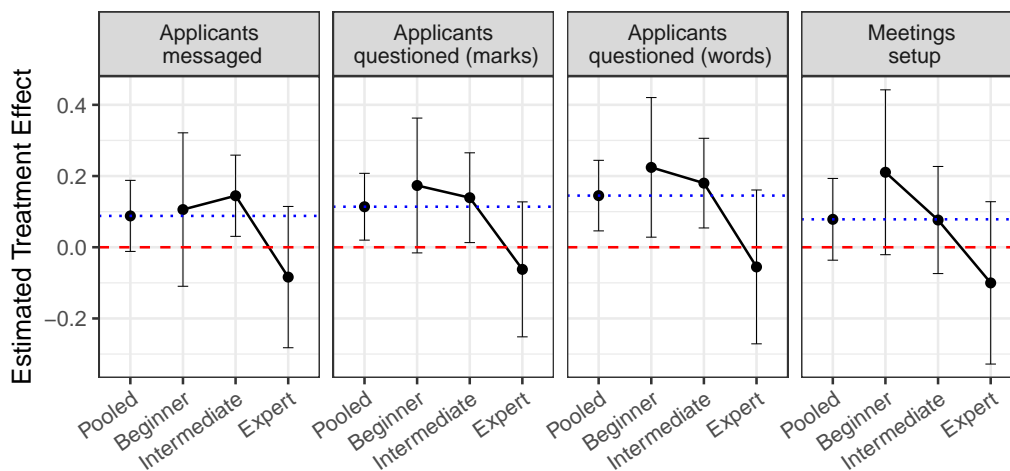 Applicants
messaged
Applicants
questioned (marks)
Applicants
questioned (words)
Meetings
setup
Estimated Treatment Effect
0.4
0.2
0.0
−0.2
Pooled
Beginner
Intermediate
Expert
Pooled
Beginner
Intermediate
Expert
Pooled
Beginner
Intermediate
Expert
Pooled
Beginner
Intermediate
Expert